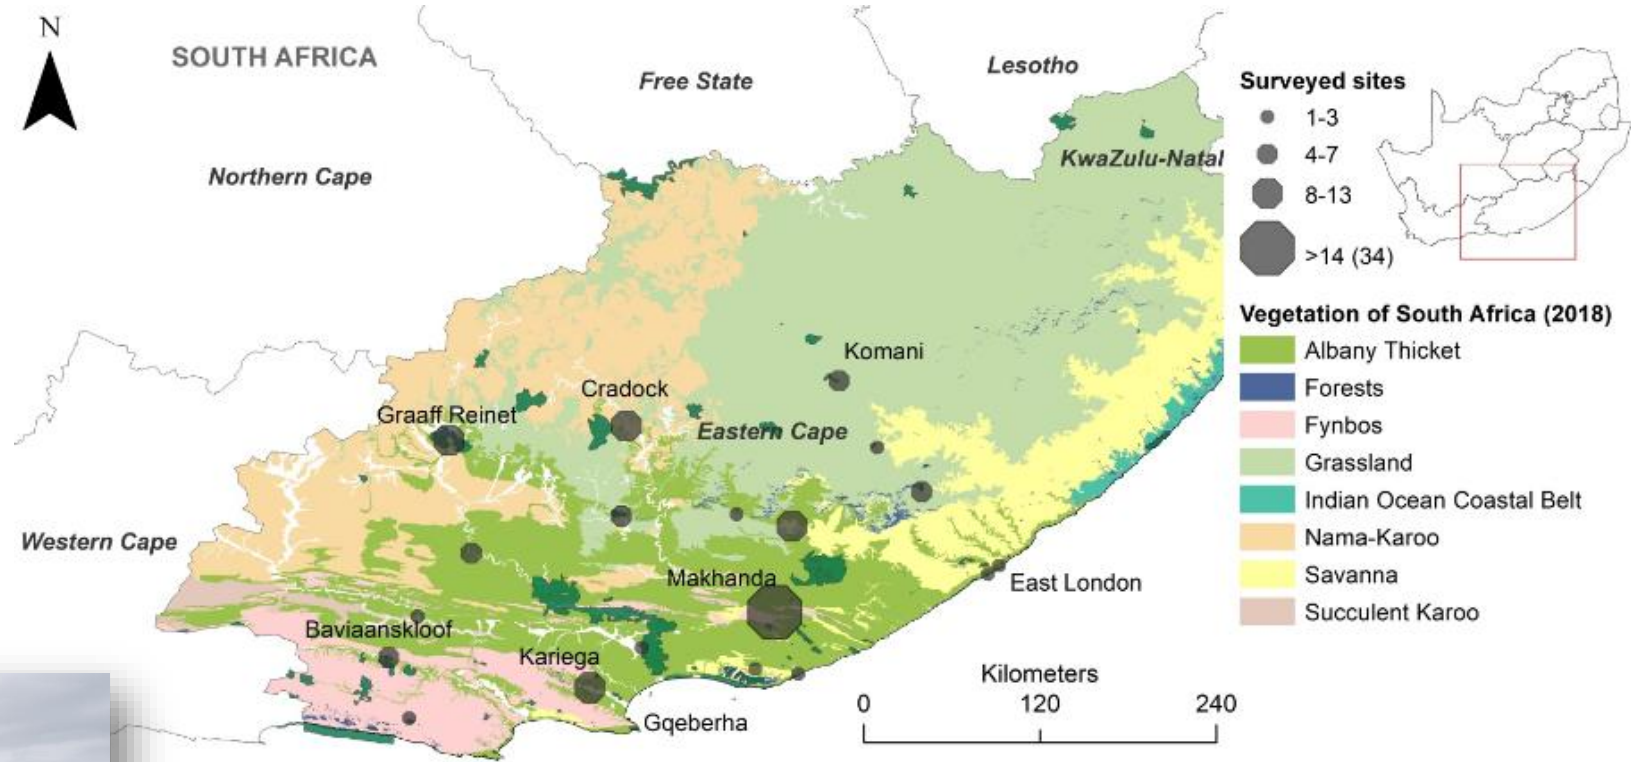 N
SOUTH AFRICA
Free State
Lesotho
Northern Cape
KwaZulu-Natal
Komani
Cradock
Graaff Reinet
Eastern Cape
Western Cape
Makhanda
East London
Baviaanskloof
Kariega
Gqeberha
Kilometers
0 120 240
Surveyed sites
1-3
4-7
8-13
>14 (34)
Vegetation of South Africa (2018)
Albany Thicket
Forests
Fynbos
Grassland
Indian Ocean Coastal Belt
Nama-Karoo
Savanna
Succulent Karoo